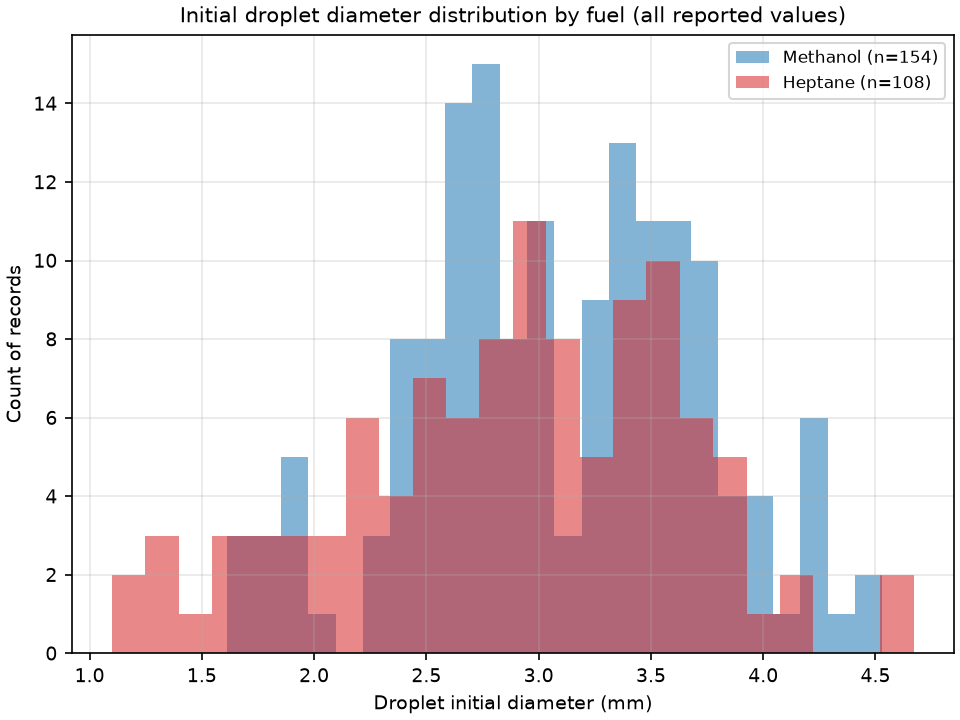 Initial droplet diameter distribution by fuel (all reported values)
Methanol (n=154)
Heptane (n=108)
Count of records
14
12
10
8
6
4
2
0
1.0 1.5 2.0 2.5 3.0 3.5 4.0 4.5
Droplet initial diameter (mm)